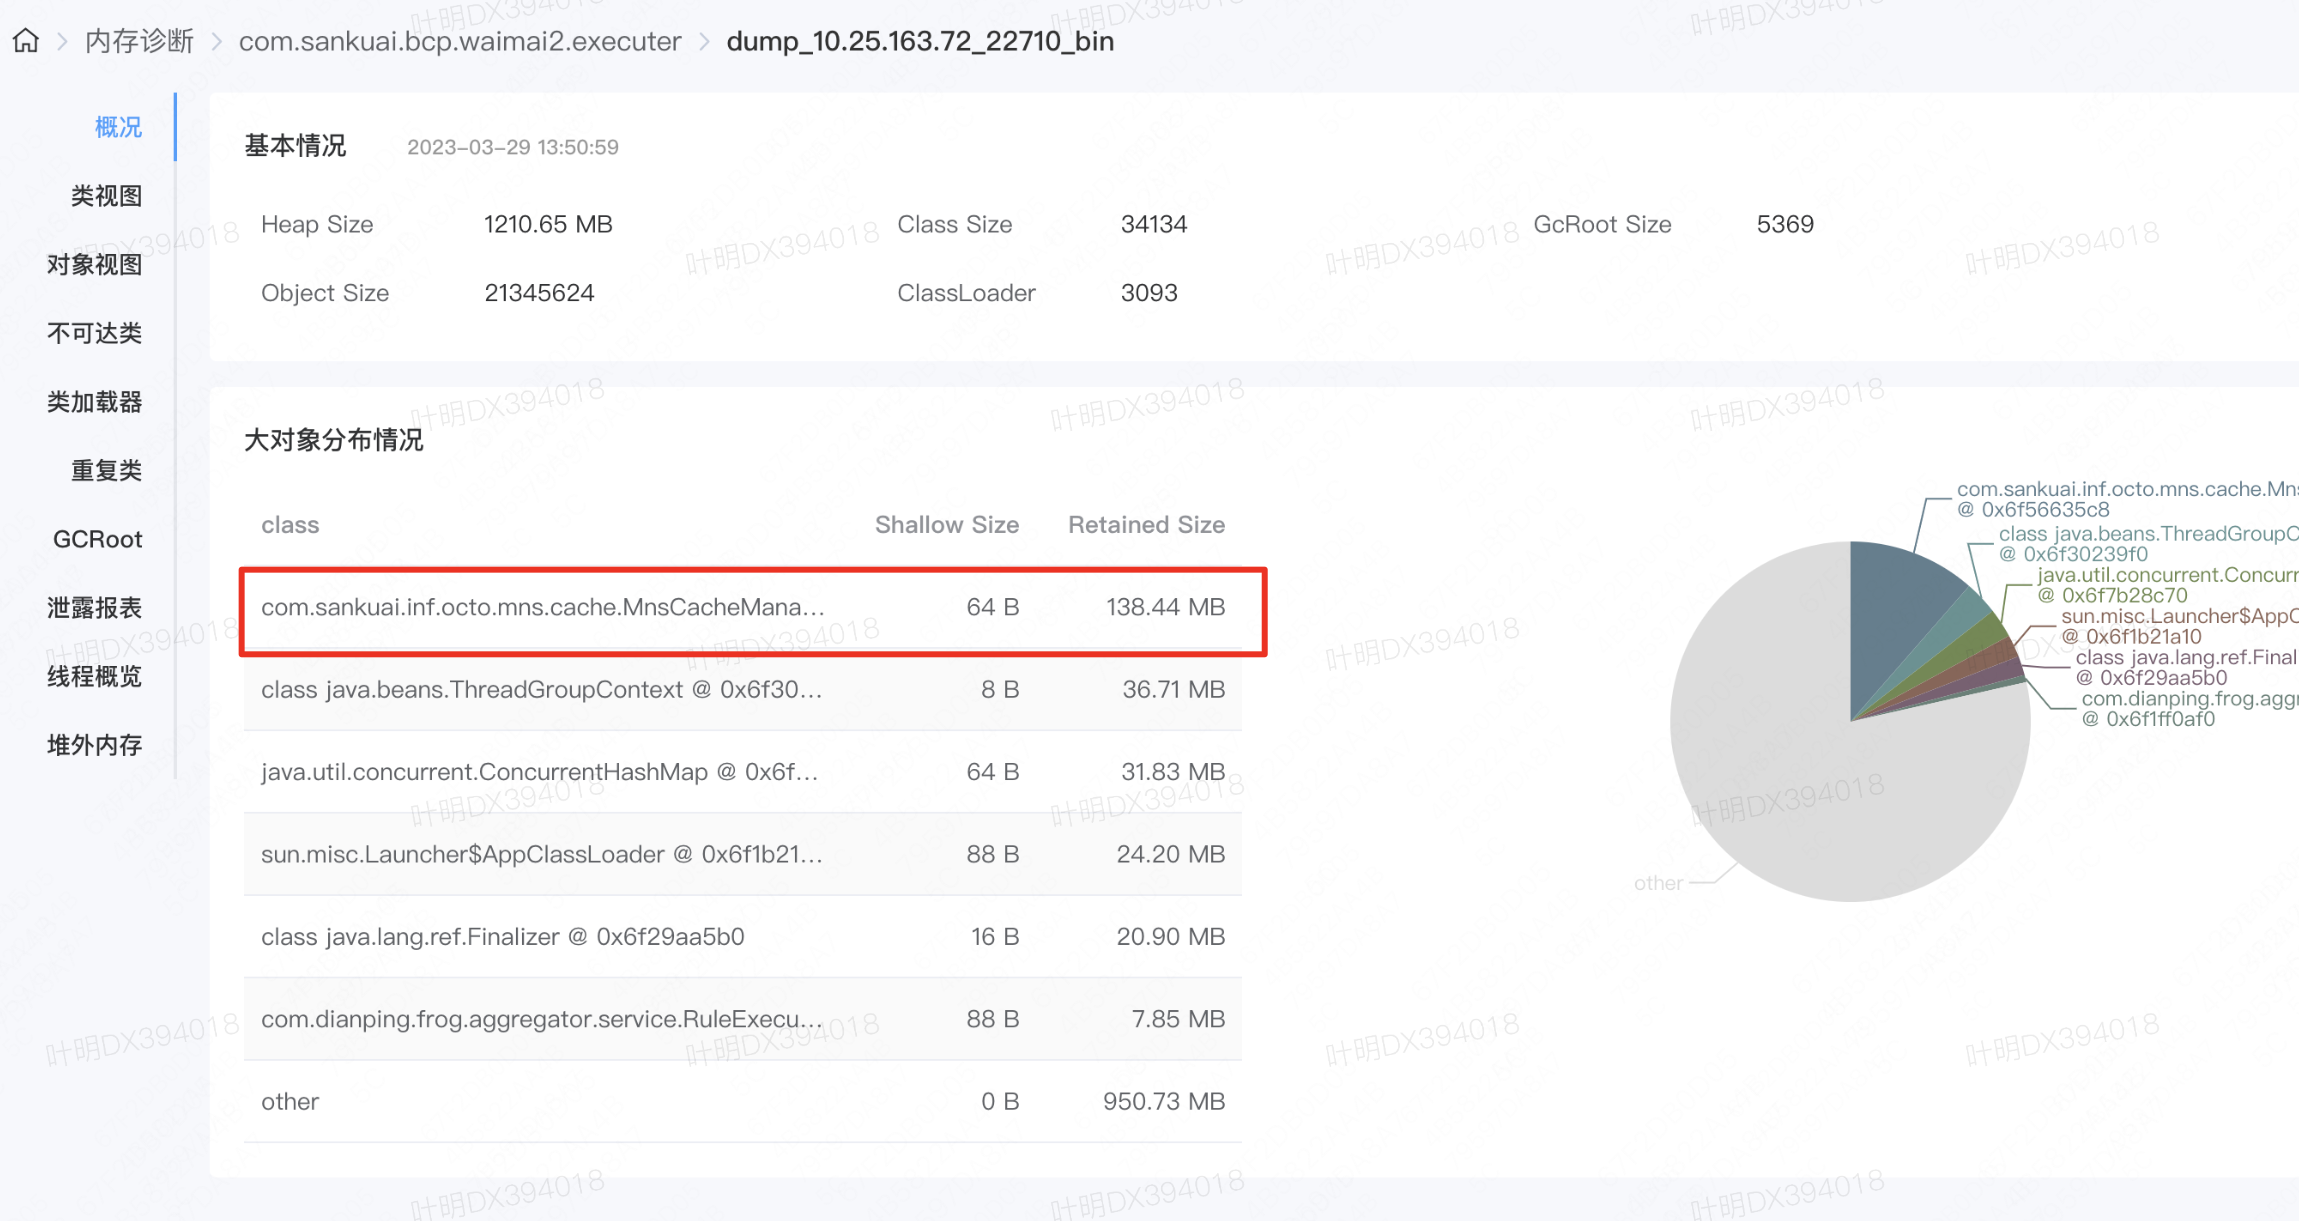 内存诊断 com.sankuai.bcp.waimai2.executer dump_10.25.163.72_22710_bin
概况
类视图
对象视图
不可达类
类加载器
重复类
GCRoot
泄露报表
线程概览
堆外内存
基本情况 2023-03-29 13:50:59
Heap Size 1210.65 MB Class Size 34134 GcRoot Size 5369
Object Size 21345624 ClassLoader 3093
大对象分布情况
class Shallow Size Retained Size
com.sankuai.inf.octo.mns.cache.MnsCacheMana... 64 B 138.44 MB
class java.beans.ThreadGroupContext @ 0x6f30... 8 B 36.71 MB
java.util.concurrent.ConcurrentHashMap @ 0x6f... 64 B 31.83 MB
sun.misc.Launcher$AppClassLoader @ 0x6f1b21... 88 B 24.20 MB
class java.lang.ref.Finalizer @ 0x6f29aa5b0 16 B 20.90 MB
com.dianping.frog.aggregator.service.RuleExecu... 88 B 7.85 MB
other 0 B 950.73 MB
com.sankuai.inf.octo.mns.cache.Mns
@ 0x6f56635c8
class java.beans.ThreadGroupC
@ 0x6f30239f0
java.util.concurrent.Concurr
@ 0x6f7b28c70
sun.misc.Launcher$AppC
@ 0x6f1b21a10
class java.lang.ref.Final
@ 0x6f29aa5b0
com.dianping.frog.aggr
@ 0x6f1ff0af0
other
叶明DX394018